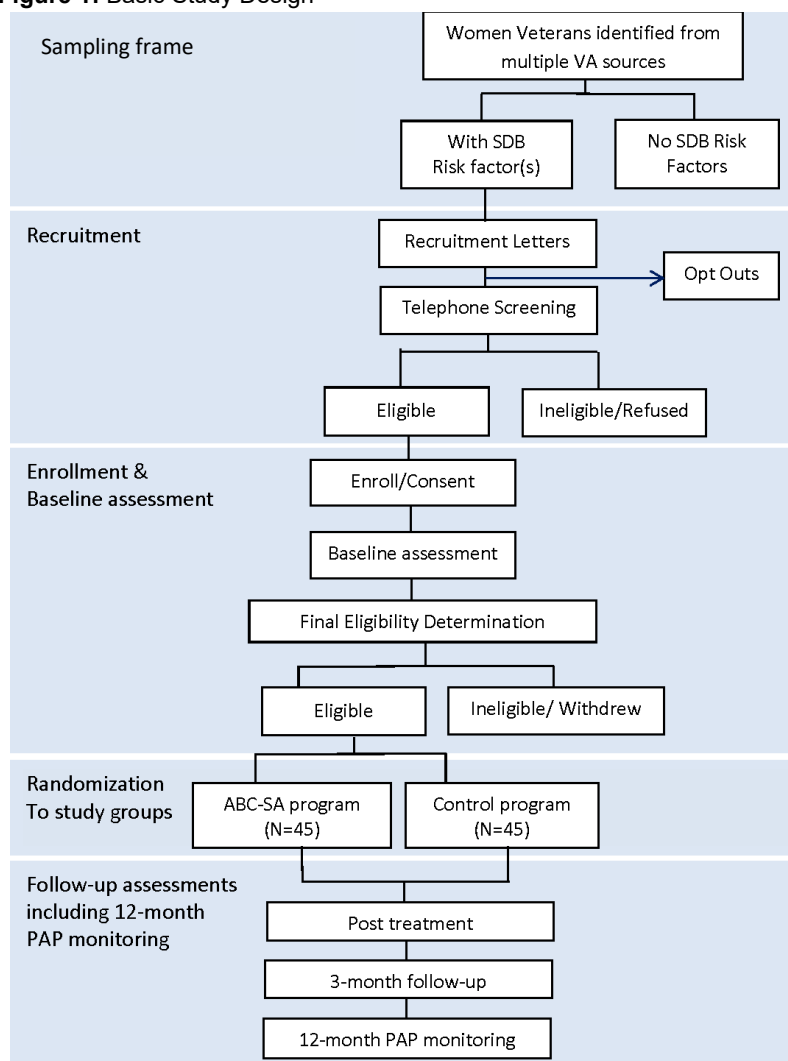 Figure 1. Basic Study Design
Sampling frame
Women Veterans identified from
multiple VA sources
With SDB
Risk factor(s)
No SDB Risk
Factors
Recruitment
Recruitment Letters
Opt Outs
Telephone Screening
Eligible
Ineligible/Refused
Enrollment &
Baseline assessment
Enroll/Consent
Baseline assessment
Final Eligibility Determination
Eligible
Ineligible/ Withdrew
Randomization
To study groups
ABC-SA program
(N=45)
Control program
(N=45)
Follow-up assessments
including 12-month
PAP monitoring
Post treatment
3-month follow-up
12-month PAP monitoring